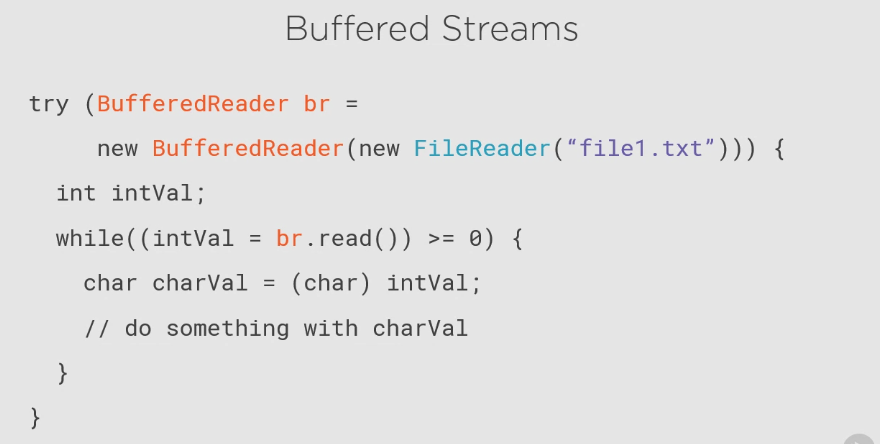 Buffered Streams
try (BufferedReader br =
new BufferedReader(new FileReader(“file1.txt”))) {
int intVal;
while((intVal = br.read()) >= 0) {
char charVal = (char) intVal;
// do something with charVal
}
}